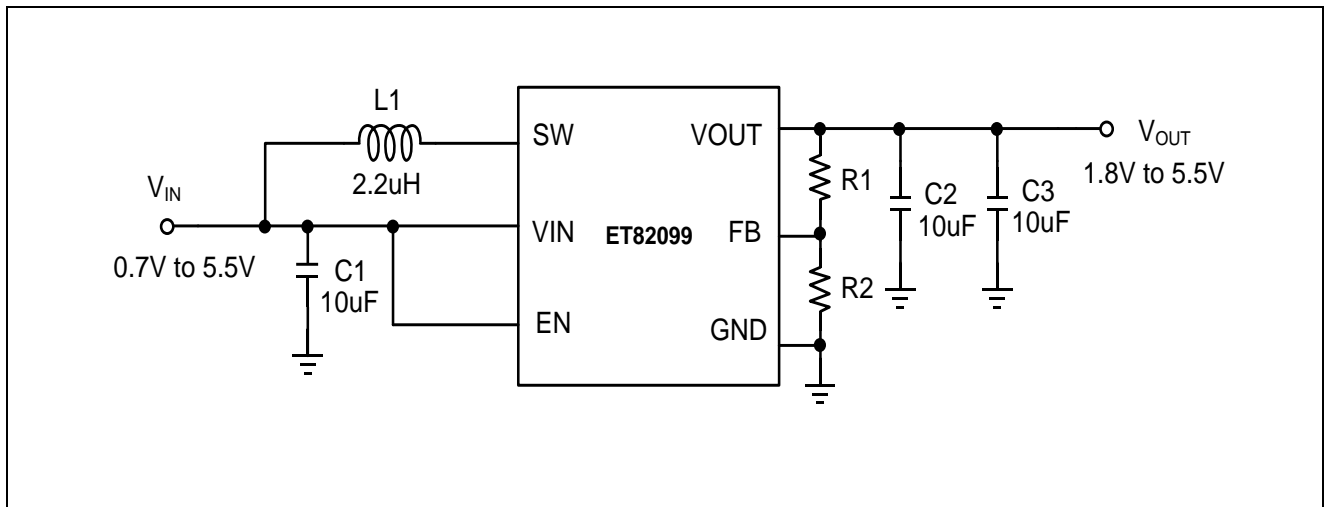 L1
2.2uH
V_IN
0.7V to 5.5V
C1
10uF
SW
VIN
EN
ET82099
VOUT
FB
GND
R1
R2
C2
10uF
C3
10uF
V_OUT
1.8V to 5.5V